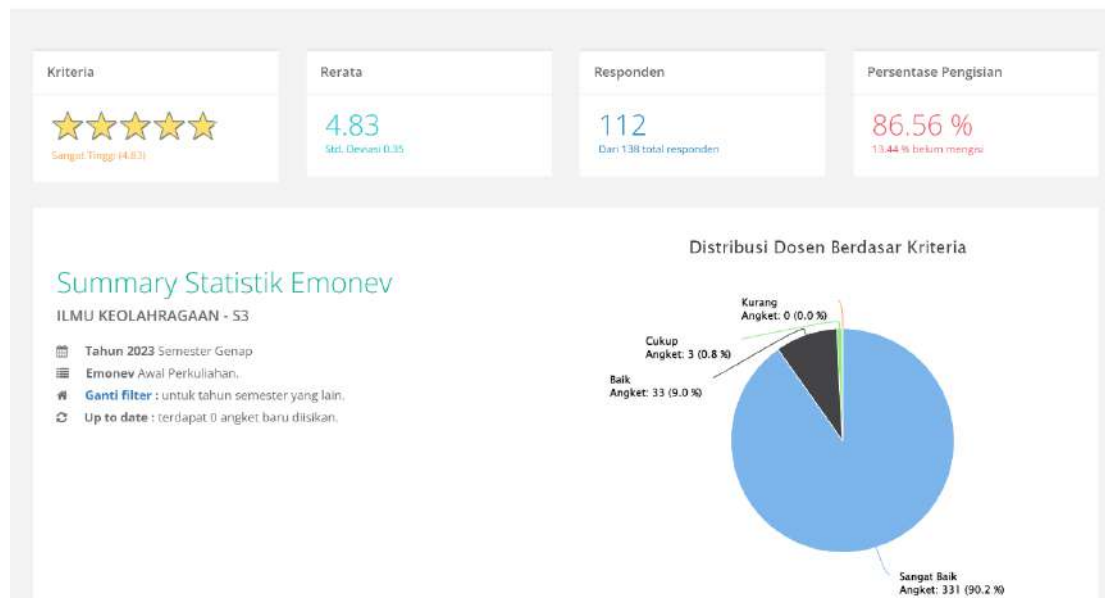 Kriteria
Sangat Tinggi (4.83)
Rerata
4.83
Std. Deviasi 0.35
Responden
112
Dari 138 total responden
Persentase Pengisian
86.56 %
13.44 % belum mengisi
Summary Statistik Emonev
ILMU KEOLAHRAGAAN - S3
Tahun 2023 Semester Genap
Emonev Awal Perkuliahan.
Ganti filter : untuk tahun semester yang lain.
Up to date : terdapat 0 angket baru diisikan.
Distribusi Dosen Berdasar Kriteria
Kurang
Angket: 0 (0.0 %)
Cukup
Angket: 3 (0.8 %)
Baik
Angket: 33 (9.0 %)
Sangat Baik
Angket: 331 (90.2 %)